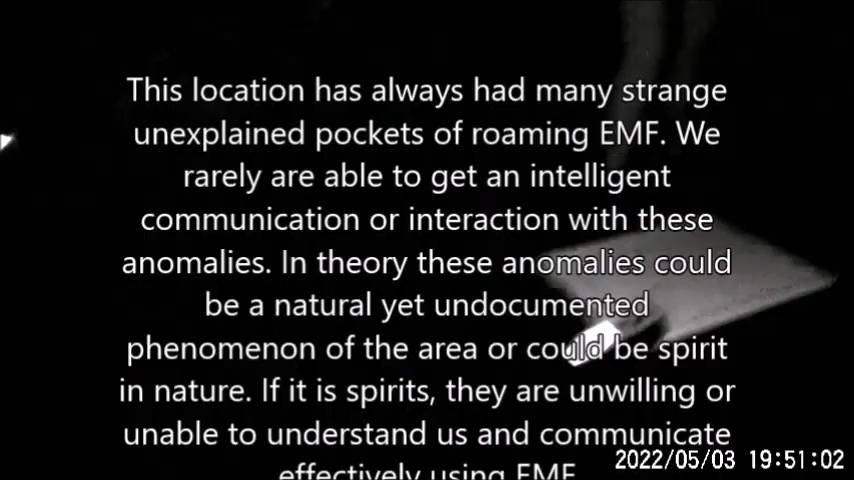 This location has always had many strange
unexplained pockets of roaming EMF. We
rarely are able to get an intelligent
communication or interaction with these
anomalies. In theory these anomalies could
be a natural yet undocumented
phenomenon of the area or could be spirit
in nature. If it is spirits, they are unwilling or
unable to understand us and communicate
effectively using EMF
2022/05/03 19:51:02